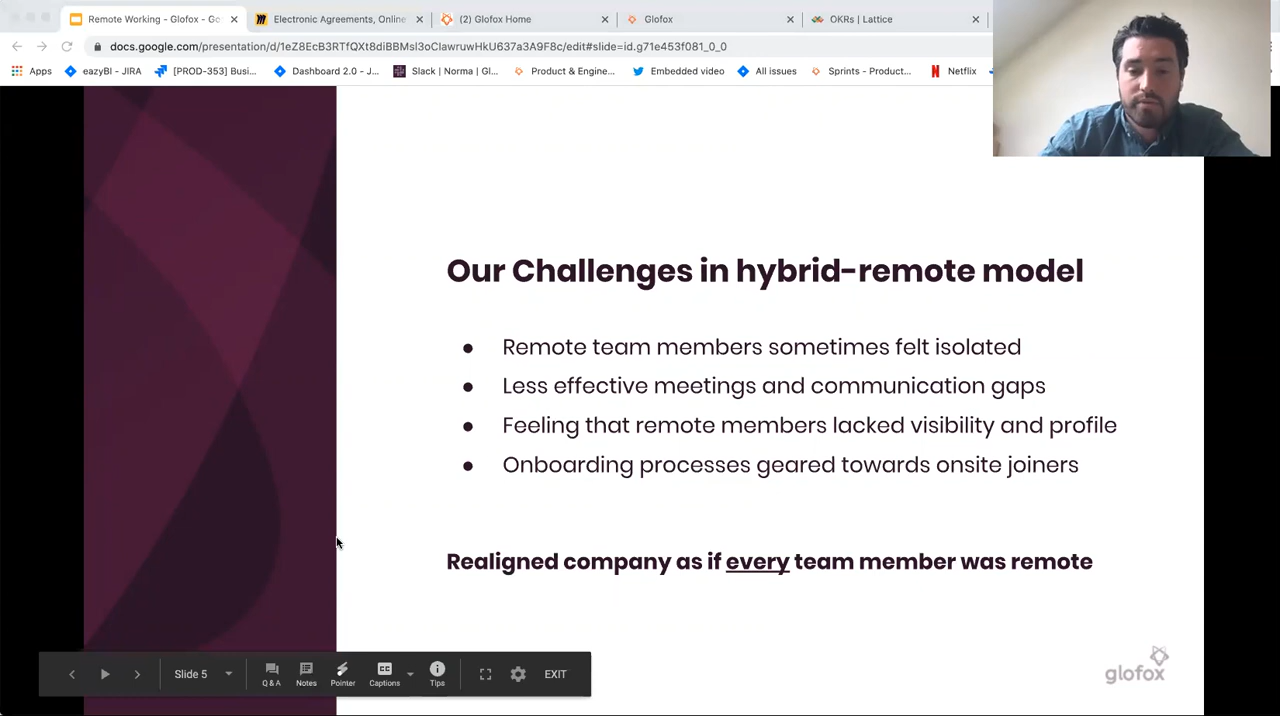 Remote Working - Glofox - Go
Electronic Agreements, Online
(2) Glofox Home
Glofox
OKRs | Lattice
docs.google.com/presentation/d/1eZ8EcB3RTfQXt8diBBMsl3oClawruwHkU637a3A9F8c/edit#slide=id.g71e453f081_0_0
Apps
eazyBI - JIRA
[PROD-353] Busi...
Dashboard 2.0 - J...
Slack | Norma | Gl...
Product & Engine...
Embedded video
All issues
Sprints - Product...
Netflix
Our Challenges in hybrid-remote model
● Remote team members sometimes felt isolated
● Less effective meetings and communication gaps
● Feeling that remote members lacked visibility and profile
● Onboarding processes geared towards onsite joiners
Realigned company as if every team member was remote
Slide 5
Q & A
Notes
Pointer
CC
Captions
Tips
EXIT
glofox